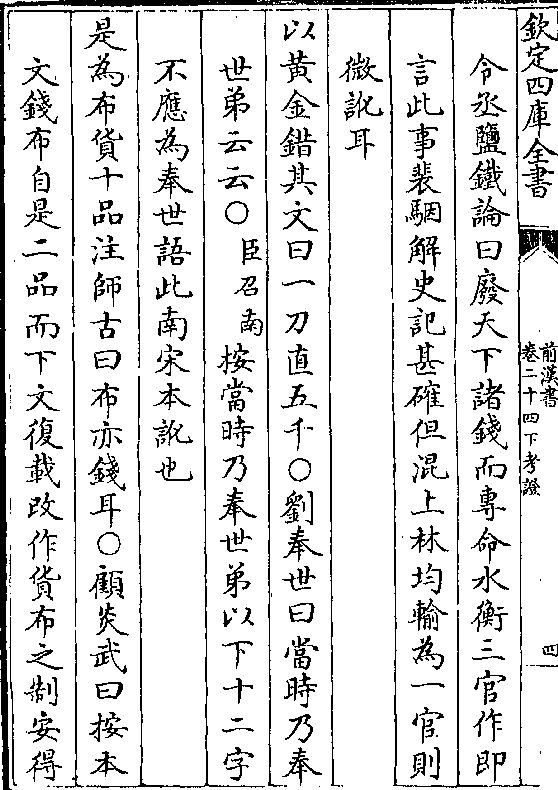 欽定四庫全書
前漢書
卷二十四下考證
四
令丞鹽鐵論曰廢天下諸錢而專命水衡三官作即
言此事裴駰解史記甚確但混上林均輸為一官則
微訛耳
以黃金錯其文曰一刀直五千○劉奉世曰當時乃奉
世弟云云○臣召南按當時乃奉世弟以下十二字
不應為奉世語此南宋本訛也
是為布貨十品注師古曰布亦錢耳○顧炎武曰按本
文錢布自是二品而下文復載改作貨布之制安得